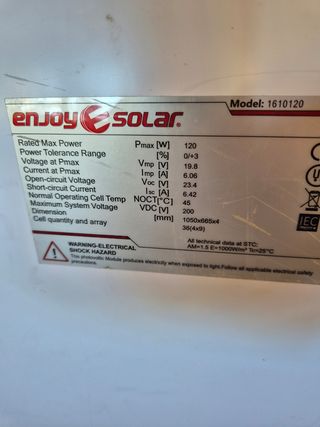 enjoy solar®
Model: 1610120
Rated Max Power Pmax [W] 120
Power Tolerance Range [%] 0/+3
Voltage at Pmax Vmp [V] 19.8
Current at Pmax Imp [A] 6.06
Open-circuit Voltage Voc [V] 23.4
Short-circuit Current Isc [A] 6.42
Normal Operating Cell Temp NOCT[°C] 45
Maximum System Voltage VDC [V] 200
Dimension [mm] 1050x665x4
Cell quantity and array 36(4x9)
IEC
WARNING-ELECTRICAL
SHOCK HAZARD
All technical data at STC:
AM=1.5 E=1000W/m² Tc=25°C
This photovoltaic Module produces electricity when exposed to light.Follow all applicable electrical safety
precautions.